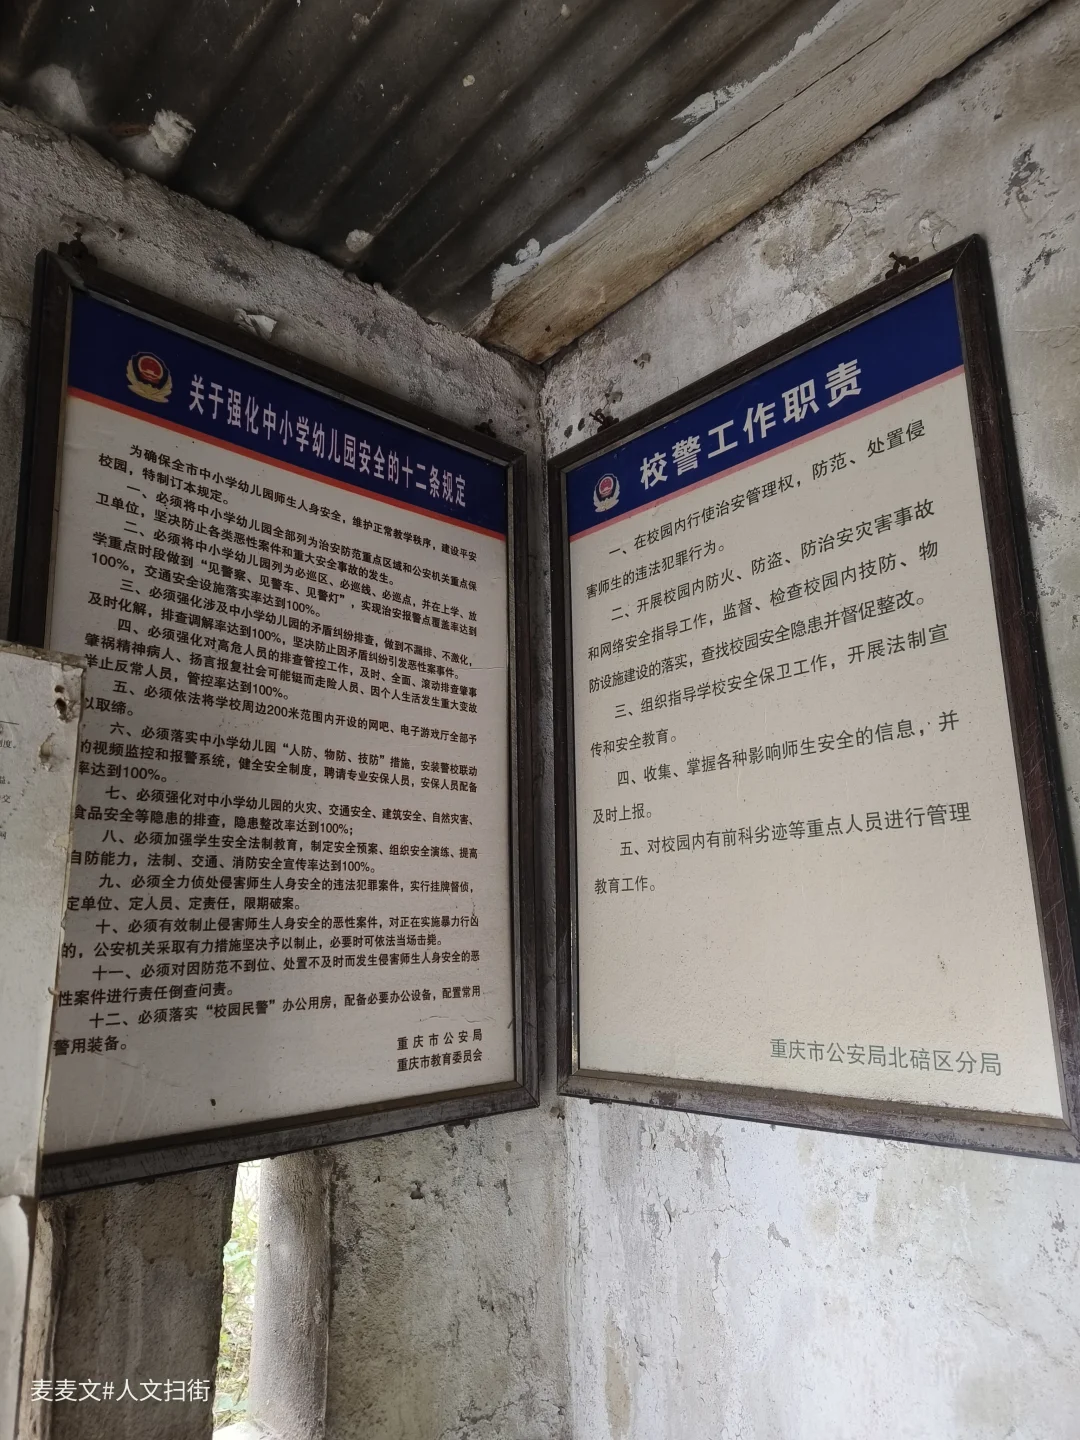 关于强化中小学幼儿园安全的十二条规定
为确保全市中小学幼儿园师生人身安全，维护正常教学秩序，建设平安
校园，特制订本规定。
一、必须将中小学幼儿园全部列为治安防范重点区域和公安机关重点保
卫单位，坚决防止各类恶性案件和重大安全事故的发生。
二、必须将中小学幼儿园列为必巡区、必巡线、必巡点，并在上学、放
学重点时段做到“见警察、见警车、见警灯”，实现治安报警点覆盖率达到
100%，交通安全设施落实率达到100%。
三、必须强化涉及中小学幼儿园的矛盾纠纷排查，做到不漏排、不激化，
及时化解，排查调解率达到100%，坚决防止因矛盾纠纷引发恶性案事件。
四、必须强化对高危人员的排查管控工作，及时、全面、滚动排查肇事
肇祸精神病人、扬言报复社会可能铤而走险人员、因个人生活发生重大变故
举止反常人员，管控率达到100%。
五、必须依法将学校周边200米范围内开设的网吧、电子游戏厅全部予
以取缔。
六、必须落实中小学幼儿园“人防、物防、技防”措施，安装警校联动
的视频监控和报警系统，健全安全制度，聘请专业安保人员，安保人员配备
率达到100%。
七、必须强化对中小学幼儿园的火灾、交通安全、建筑安全、自然灾害、
食品安全等隐患的排查，隐患整改率达到100%；
八、必须加强学生安全法制教育，制定安全预案、组织安全演练、提高
自防能力，法制、交通、消防安全宣传率达到100%。
九、必须全力侦处侵害师生人身安全的违法犯罪案件，实行挂牌督侦，
定单位、定人员、定责任，限期破案。
十、必须有效制止侵害师生人身安全的恶性案件，对正在实施暴力行凶
的，公安机关采取有力措施坚决予以制止，必要时可依法当场击毙。
十一、必须对因防范不到位、处置不及时而发生侵害师生人身安全的恶
性案件进行责任倒查问责。
十二、必须落实“校园民警”办公用房，配备必要办公设备，配置常用
警用装备。
重庆市公安局
重庆市教育委员会
校警工作职责
一、在校园内行使治安管理权，防范、处置侵
害师生的违法犯罪行为。
二、开展校园内防火、防盗、防治安灾害事故
和网络安全指导工作，监督、检查校园内技防、物
防设施建设的落实，查找校园安全隐患并督促整改。
三、组织指导学校安全保卫工作，开展法制宣
传和安全教育。
四、收集、掌握各种影响师生安全的信息，并
及时上报。
五、对校园内有前科劣迹等重点人员进行管理
教育工作。
重庆市公安局北碚区分局
麦麦文#人文扫街